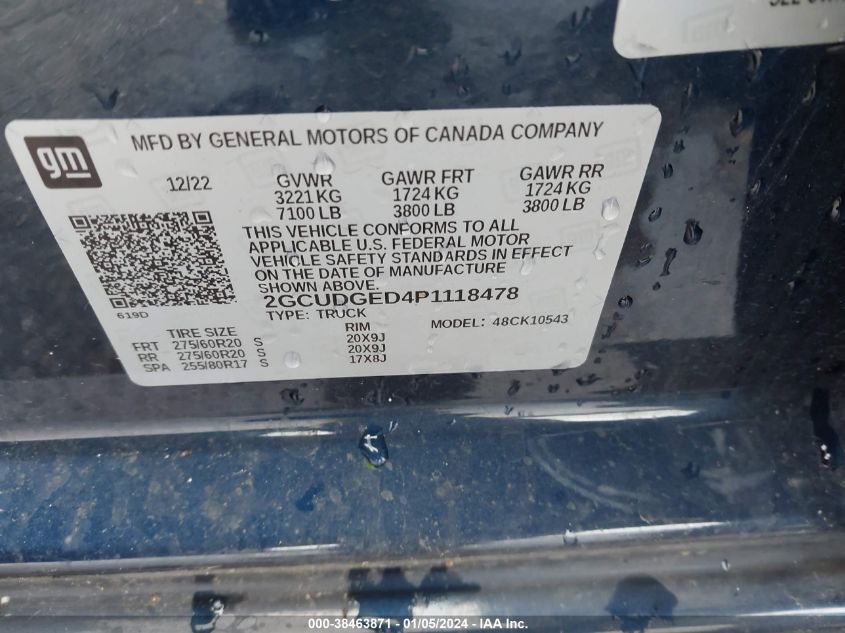 gm
MFD BY GENERAL MOTORS OF CANADA COMPANY
12/22 GVWR GAWR FRT GAWR RR
3221 KG 1724 KG 1724 KG
7100 LB 3800 LB 3800 LB
THIS VEHICLE CONFORMS TO ALL
APPLICABLE U.S. FEDERAL MOTOR
VEHICLE SAFETY STANDARDS IN EFFECT
ON THE DATE OF MANUFACTURE
SHOWN ABOVE.
2GCUDGED4P1118478
619D
TYPE: TRUCK MODEL: 48CK10543
TIRE SIZE RIM
FRT 275/60R20 S 20X9J
RR 275/60R20 S 20X9J
SPA 255/80R17 S 17X8J
000-38463871 - 01/05/2024 - IAA Inc.